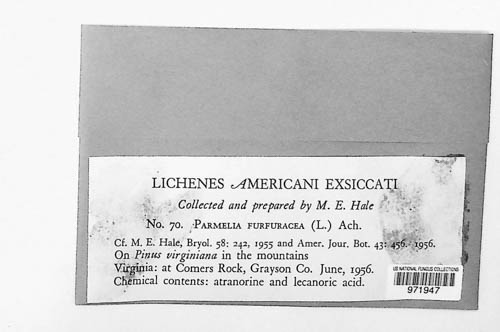 LICHENES AMERICANI EXSICCATI
Collected and prepared by M. E. Hale
No. 70. PARMELIA FURFURACEA (L.) Ach.
Cf. M. E. Hale, Bryol. 58: 242, 1955 and Amer. Jour. Bot. 43: 456. 1956.
On Pinus virginiana in the mountains
Virginia: at Comers Rock, Grayson Co. June, 1956.
Chemical contents: atranorine and lecanoric acid.
US NATIONAL FUNGUS COLLECTIONS
971947